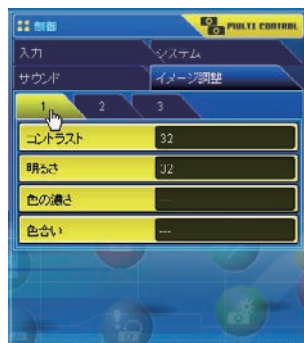 制御 MULTI CONTROL
入力 システム
サウンド イメージ調整
1 2 3
コントラスト 32
明るさ 32
色の濃さ ---
色合い ---